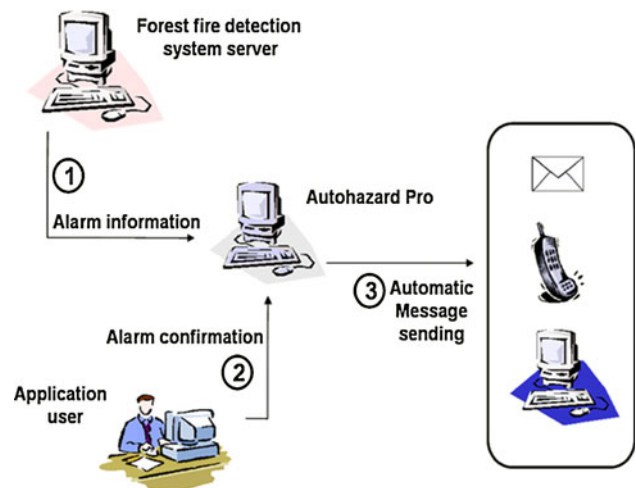 Forest fire detection
system server
1
Alarm information
Autohazard Pro
3 Automatic
Message
sending
Alarm confirmation
2
Application
user